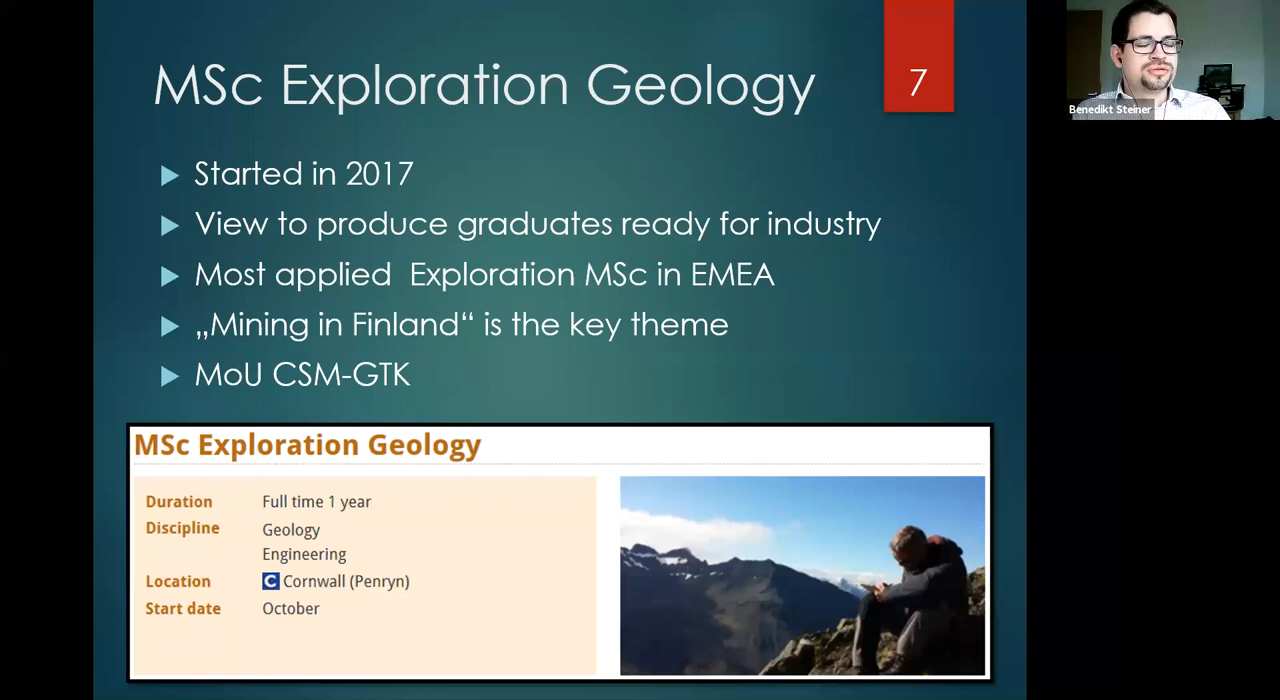 MSc Exploration Geology
7
Started in 2017
View to produce graduates ready for industry
Most applied  Exploration MSc in EMEA
„Mining in Finland“ is the key theme
MoU CSM-GTK
MSc Exploration Geology
Duration Full time 1 year
Discipline Geology
Engineering
Location C Cornwall (Penryn)
Start date October
Benedikt Steiner